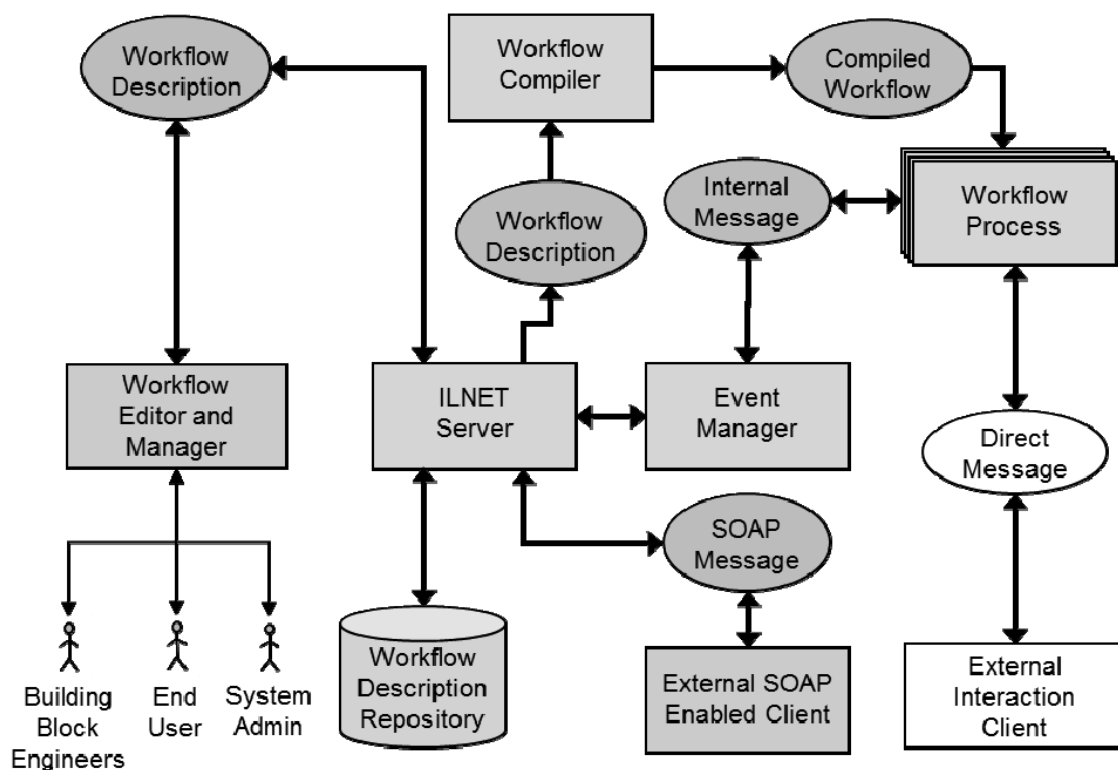 Workflow
Description
Workflow
Compiler
Compiled
Workflow
Internal
Message
Workflow
Process
Workflow
Description
Workflow
Editor and
Manager
ILNET
Server
Event
Manager
Direct
Message
SOAP
Message
Building
Block
Engineers
End
User
System
Admin
Workflow
Description
Repository
External SOAP
Enabled Client
External
Interaction
Client